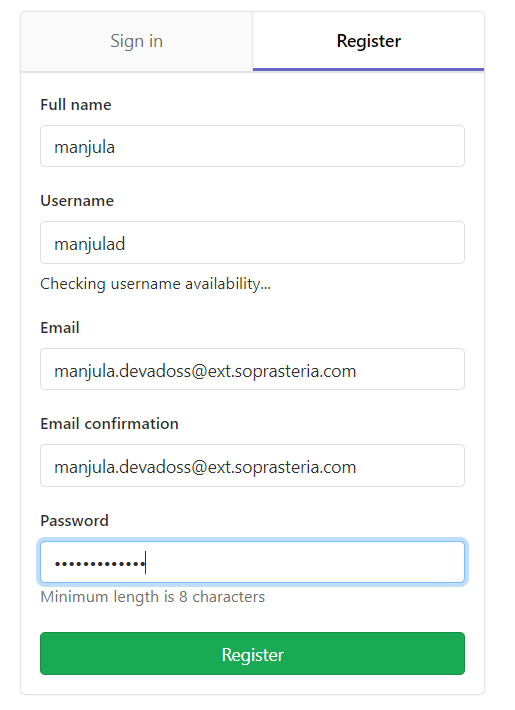 Sign in Register
Full name
manjula
Username
manjulad
Checking username availability...
Email
manjula.devadoss@ext.soprasteria.com
Email confirmation
manjula.devadoss@ext.soprasteria.com
Password
•••••••••••••
Minimum length is 8 characters
Register